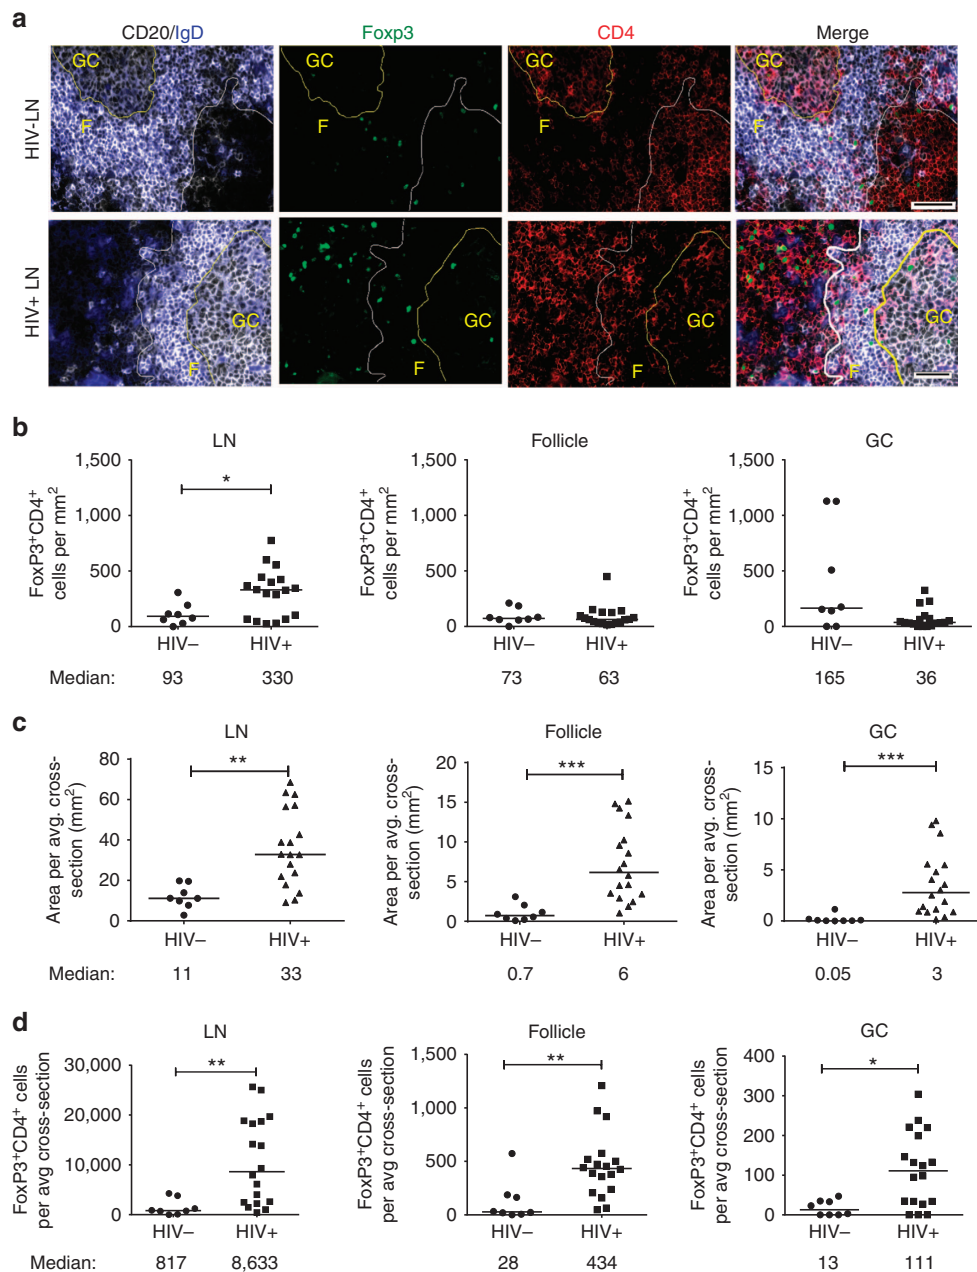 a
CD20/IgD Foxp3 CD4 Merge
HIV-LN
GC F GC F GC F GC F
HIV+ LN
GC F GC F GC F GC F
b
LN Follicle GC
FoxP3+CD4+ cells per mm2
1,500
1,000
500
0
*
HIV– HIV+
FoxP3+CD4+ cells per mm2
1,500
1,000
500
0
HIV– HIV+
FoxP3+CD4+ cells per mm2
1,500
1,000
500
0
HIV– HIV+
Median: 93 330 73 63 165 36
c
LN Follicle GC
Area per avg. cross-section (mm2)
80
60
40
20
0
**
HIV– HIV+
Area per avg. cross-section (mm2)
20
15
10
5
0
***
HIV– HIV+
Area per avg. cross-section (mm2)
15
10
5
0
***
HIV– HIV+
Median: 11 33 0.7 6 0.05 3
d
LN Follicle GC
FoxP3+CD4+ cells per avg cross-section
30,000
20,000
10,000
0
**
HIV– HIV+
FoxP3+CD4+ cells per avg cross-section
1,500
1,000
500
0
**
HIV– HIV+
FoxP3+CD4+ cells per avg cross-section
400
300
200
100
0
*
HIV– HIV+
Median: 817 8,633 28 434 13 111